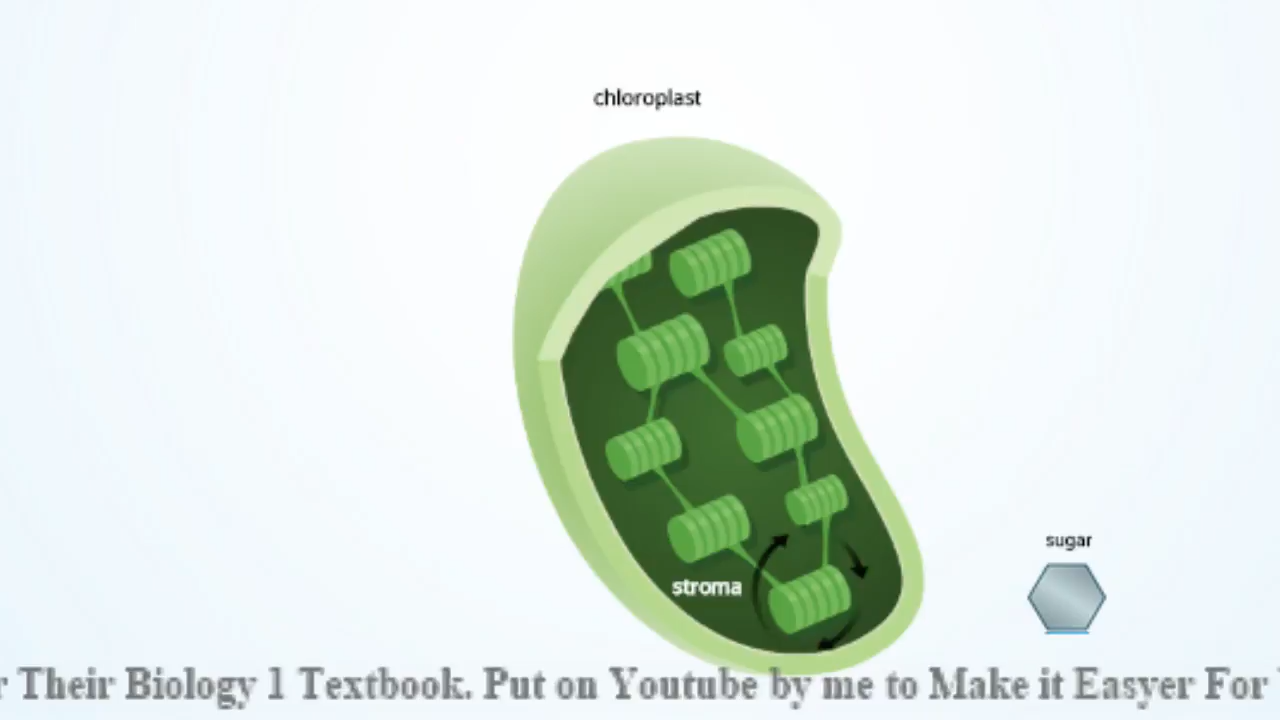 chloroplast
sugar
stroma
Their Biology 1 Textbook. Put on Youtube by me to Make it Easyer For